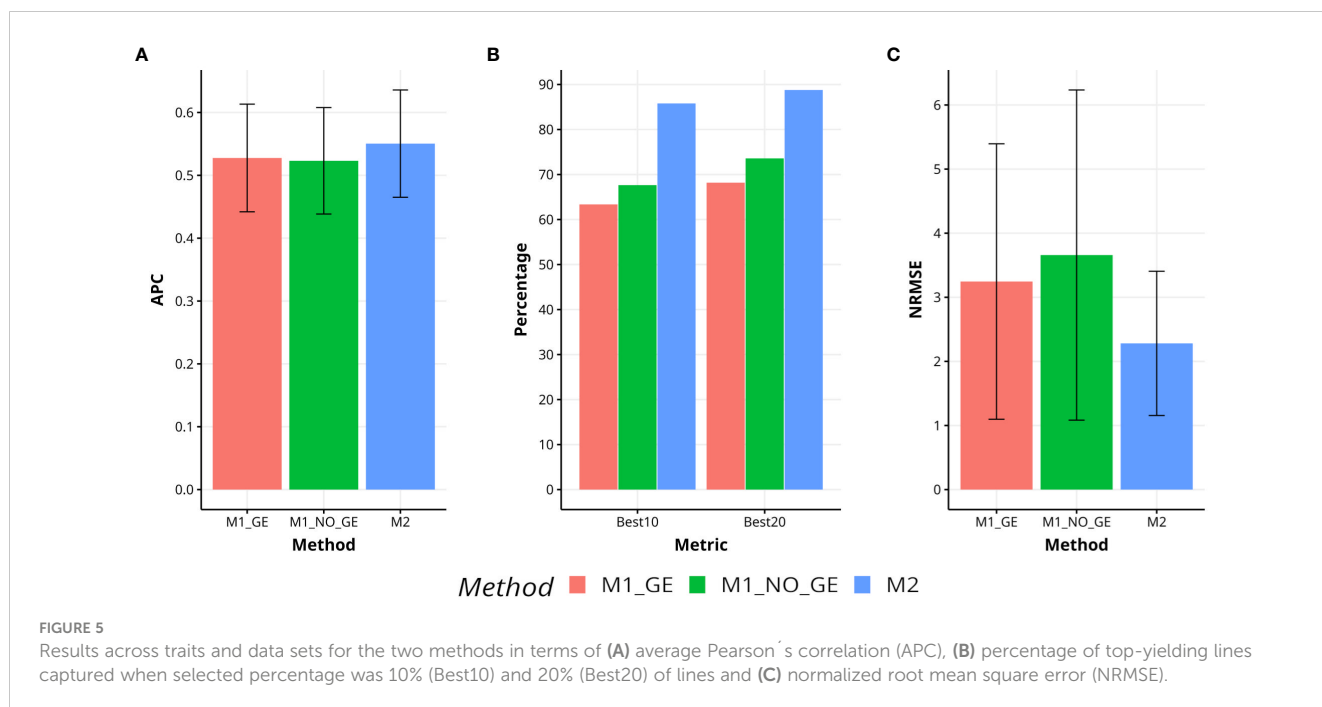 A
APC
0.6
0.5
0.4
0.3
0.2
0.1
0.0
M1_GE M1_NO_GE M2
Method
B
Percentage
90
80
70
60
50
40
30
20
10
0
Best10 Best20
Metric
C
NRMSE
6
5
4
3
2
1
0
M1_GE M1_NO_GE M2
Method
Method M1_GE M1_NO_GE M2
FIGURE 5
Results across traits and data sets for the two methods in terms of (A) average Pearson´s correlation (APC), (B) percentage of top-yielding lines
captured when selected percentage was 10% (Best10) and 20% (Best20) of lines and (C) normalized root mean square error (NRMSE).